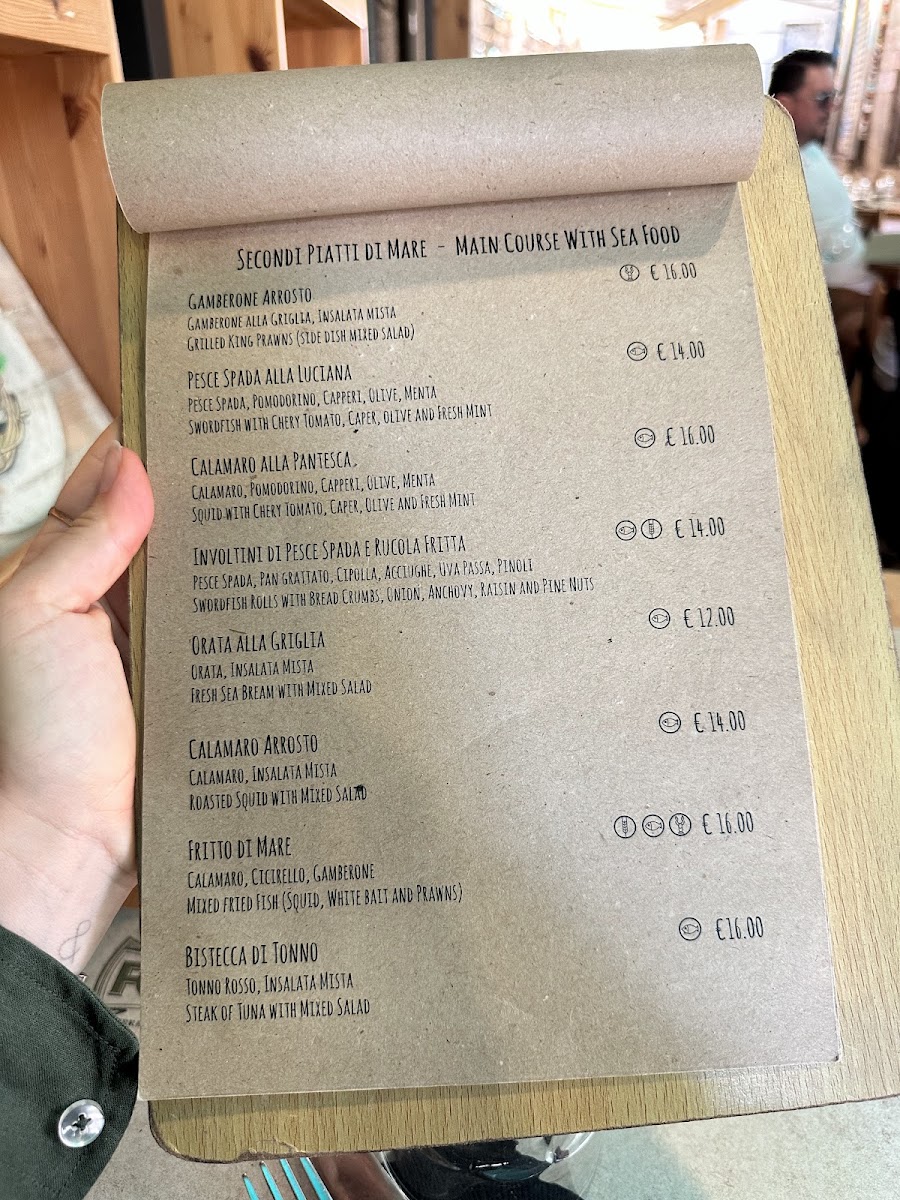 Secondi Piatti di Mare - Main Course With Sea Food
Gamberone Arrosto € 16.00
Gamberone alla Griglia, Insalata mista
Grilled King Prawns (side dish mixed salad)
Pesce Spada alla Luciana € 14.00
Pesce Spada, Pomodorino, Capperi, Olive, Menta
Swordfish with Chery Tomato, Caper, olive and Fresh Mint
Calamaro alla Pantesca. € 16.00
Calamaro, Pomodorino, Capperi, Olive, Menta
Squid with Chery Tomato, Caper, Olive and Fresh Mint
Involtini di Pesce Spada e Rucola Fritta € 14.00
Pesce Spada, Pan grattato, Cipolla, Acciughe, Uva Passa, Pinoli
Swordfish Rolls with Bread Crumbs, Onion, Anchovy, Raisin and Pine Nuts
Orata alla Griglia € 12.00
Orata, Insalata Mista
Fresh Sea Bream with Mixed Salad
Calamaro Arrosto € 14.00
Calamaro, Insalata Mista
Roasted Squid with Mixed Salad
Fritto di Mare € 16.00
Calamaro, Cicirello, Gamberone
Mixed fried Fish (Squid, White bait and Prawns)
Bistecca di Tonno €16.00
Tonno Rosso, Insalata Mista
Steak of Tuna with Mixed Salad